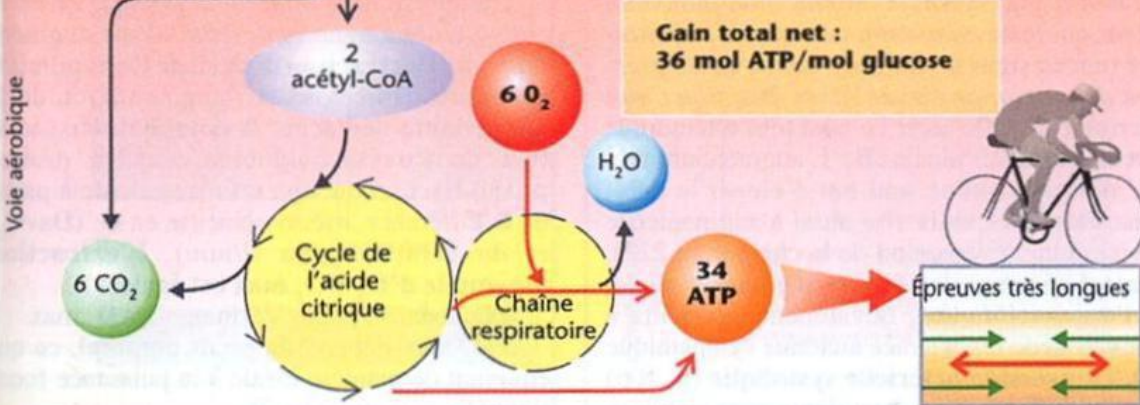 Voie aérobique
2
acétyl-CoA
6 O₂
Gain total net :
36 mol ATP/mol glucose
H₂O
6 CO₂
Cycle de
l'acide
citrique
Chaîne
respiratoire
34
ATP
Épreuves très longues